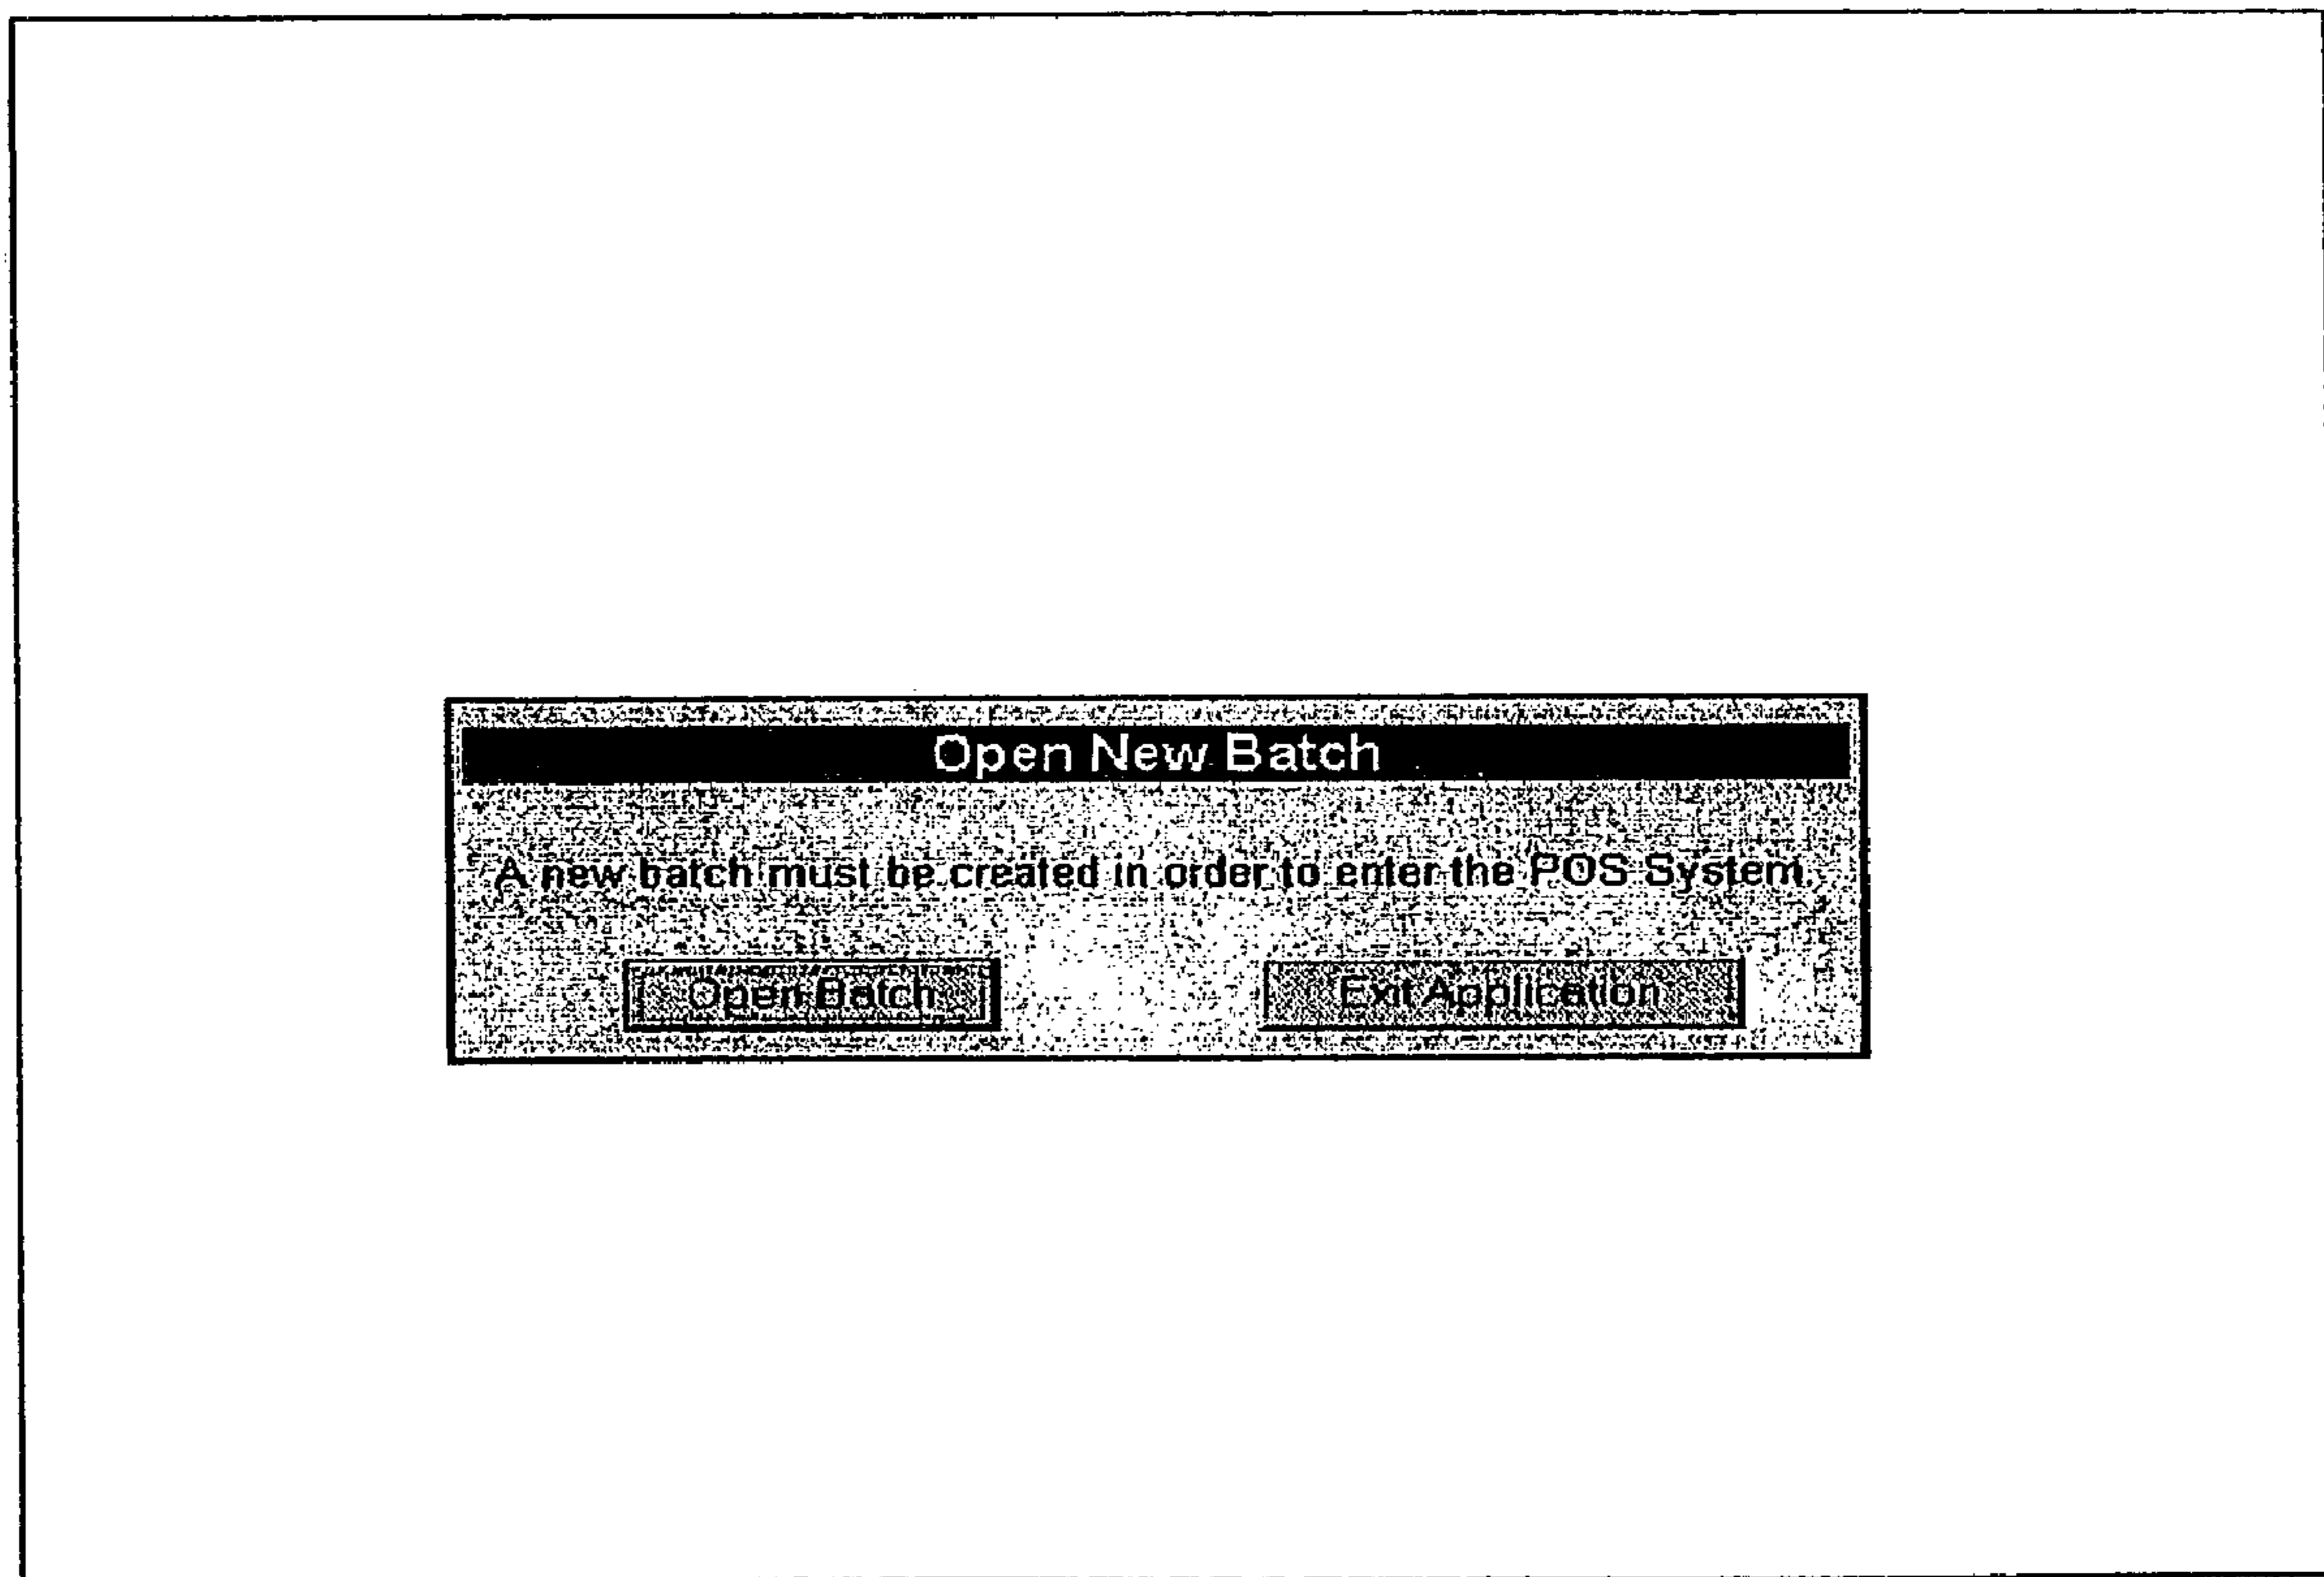 Open New Batch
A new batch must be created in order to enter the POS System.
Open Batch
Exit Application